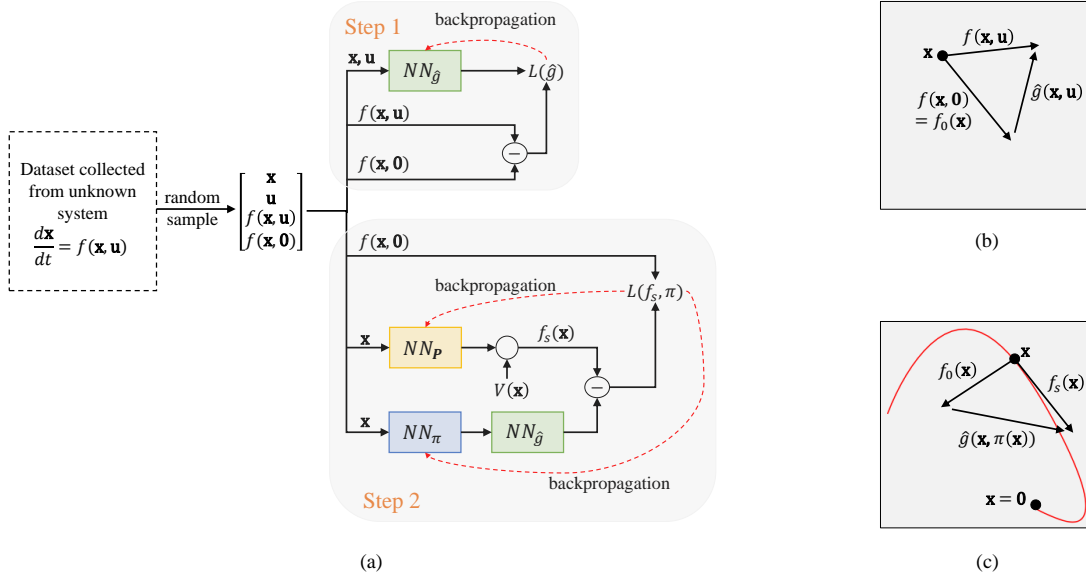 Step 1
backpropagation
𝐱, 𝐮
NN_ĝ
L(ĝ)
f(𝐱, 𝐮)
f(𝐱, 𝟎)
−
Dataset collected
from unknown
system
d𝐱/dt = f(𝐱, 𝐮)
random
sample
𝐱
𝐮
f(𝐱, 𝐮)
f(𝐱, 𝟎)
f(𝐱, 𝟎)
backpropagation
L(f_s, π)
𝐱
NN_𝑷
f_s(𝐱)
V(𝐱)
−
𝐱
NN_π
NN_ĝ
backpropagation
Step 2
(a)
𝐱
f(𝐱, 𝐮)
f(𝐱, 𝟎)
= f_0(𝐱)
ĝ(𝐱, 𝐮)
(b)
𝐱
f_0(𝐱)
f_s(𝐱)
ĝ(𝐱, π(𝐱))
𝐱 = 𝟎
(c)